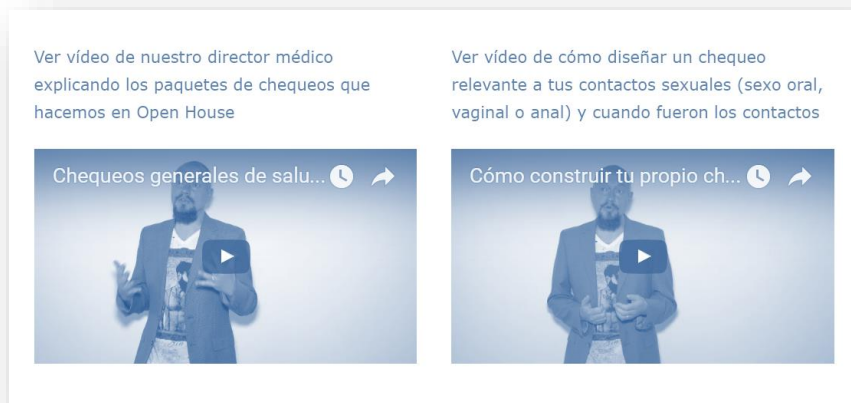 Ver vídeo de nuestro director médico
explicando los paquetes de chequeos que
hacemos en Open House
Chequeos generales de salu...
Ver vídeo de cómo diseñar un chequeo
relevante a tus contactos sexuales (sexo oral,
vaginal o anal) y cuando fueron los contactos
Cómo construir tu propio ch...